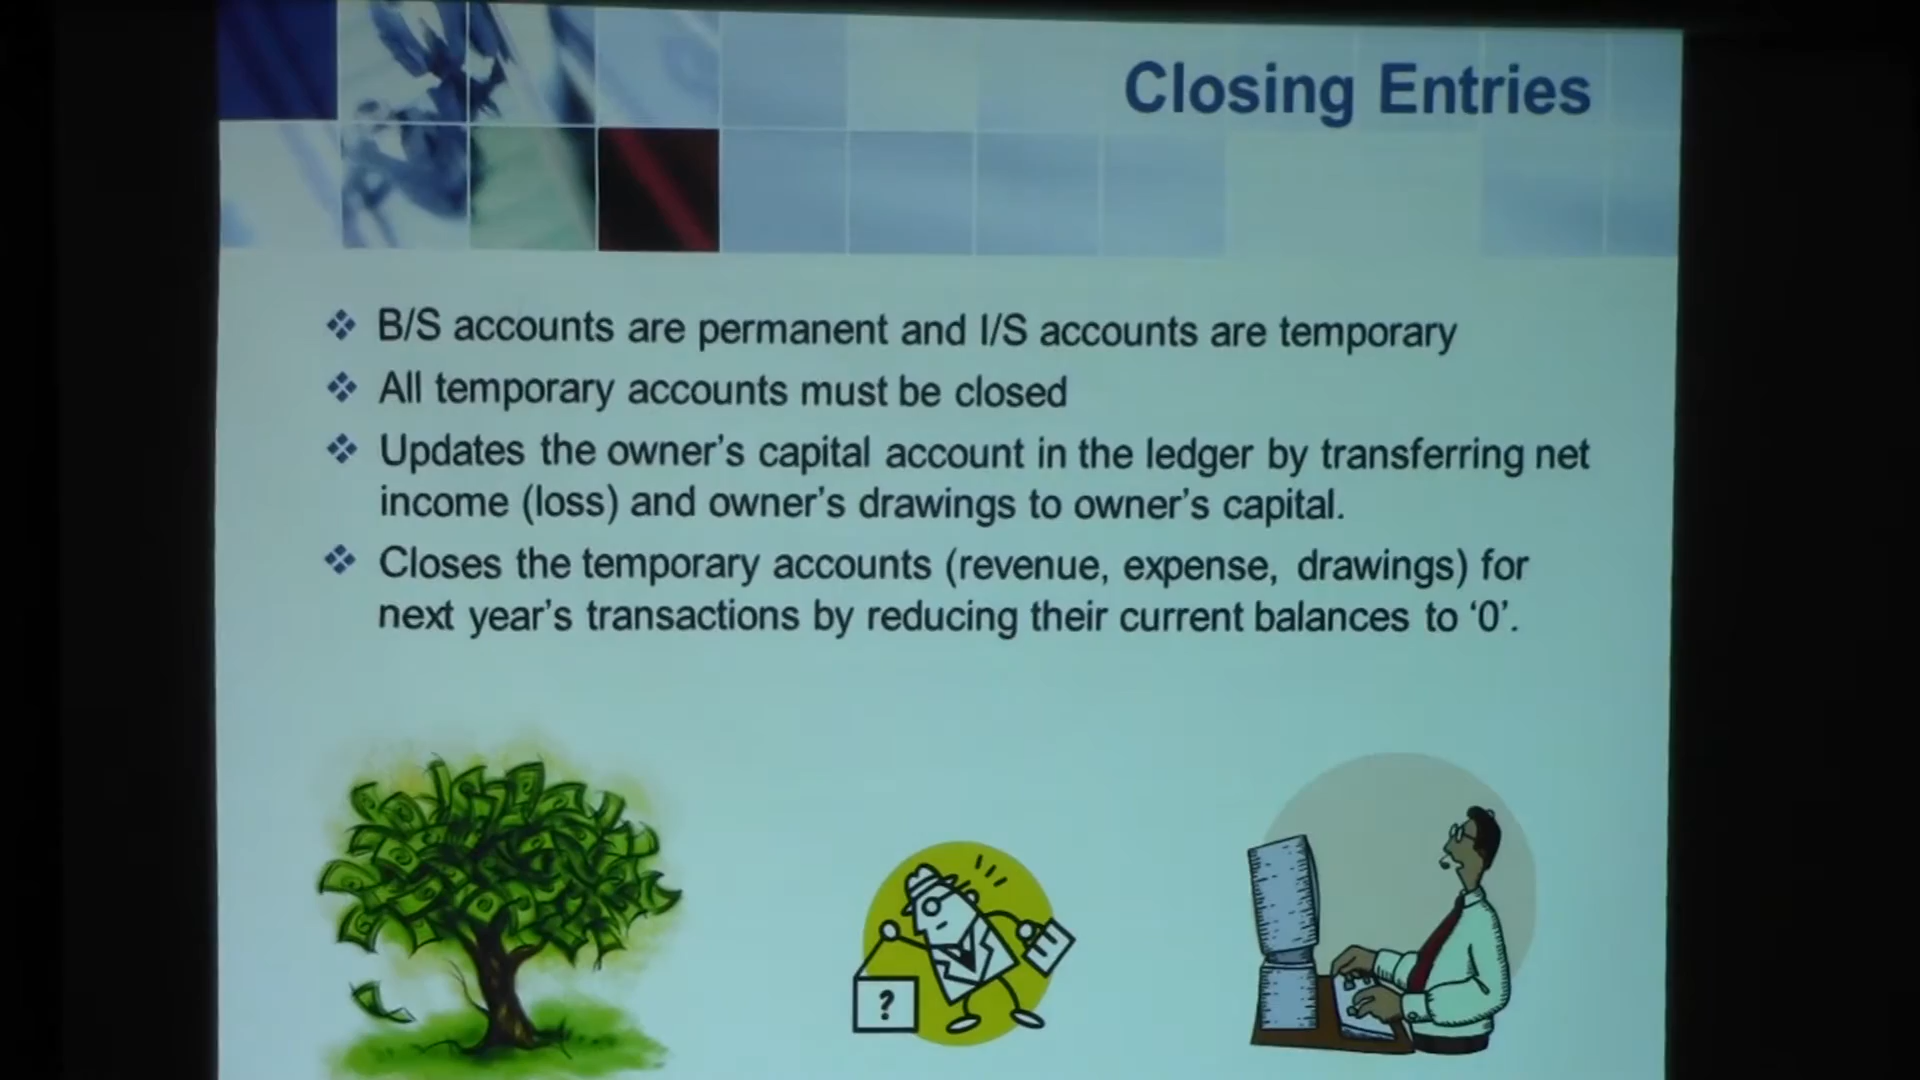 Closing Entries
❖ B/S accounts are permanent and I/S accounts are temporary
❖ All temporary accounts must be closed
❖ Updates the owner's capital account in the ledger by transferring net
income (loss) and owner's drawings to owner's capital.
❖ Closes the temporary accounts (revenue, expense, drawings) for
next year's transactions by reducing their current balances to ‘0’.
?